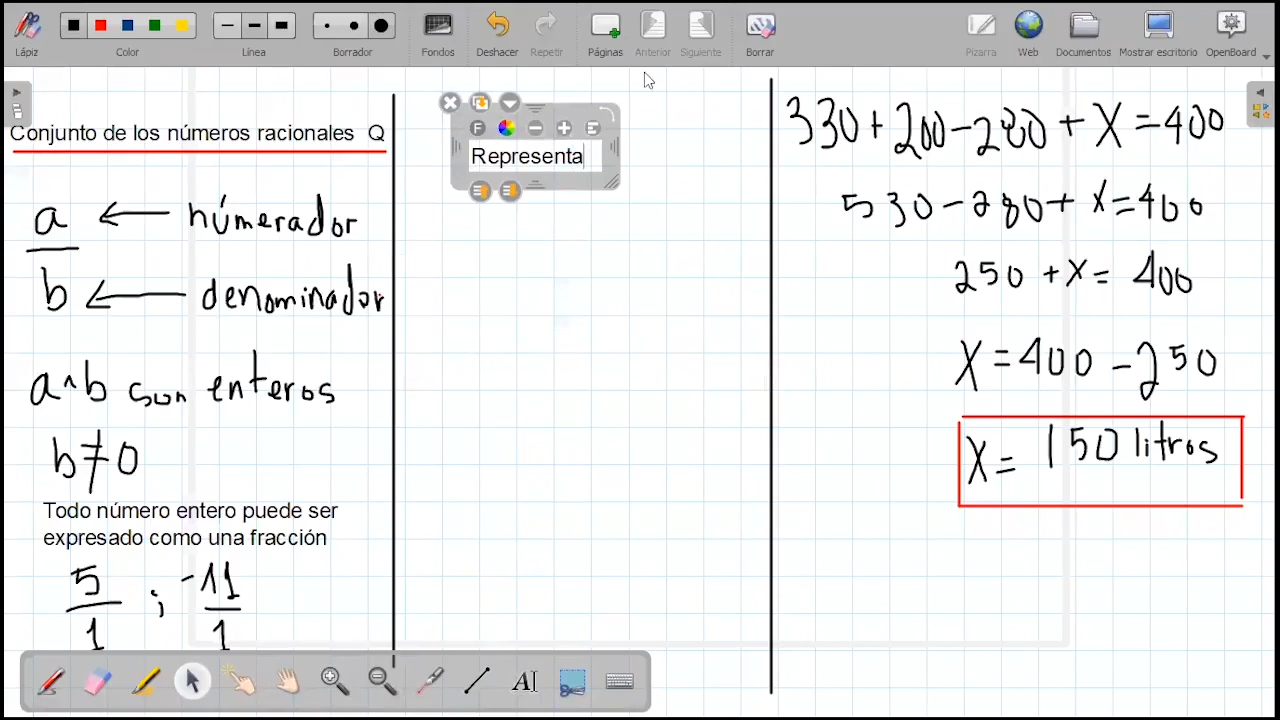 Lápiz
Color
Línea
Borrador
Fondos
Deshacer
Repetir
Páginas
Anterior
Siguiente
Borrar
Pizarra
Web
Documentos
Mostrar escritorio
OpenBoard
Conjunto de los números racionales Q
a ← númerador
b ← denominador
a^b son enteros
b≠0
Todo número entero puede ser
expresado como una fracción
5/1 ; -11/1
F
Representa
330+200-280+X=400
530-280+X=400
250+X=400
X=400-250
X=150 litros
AI